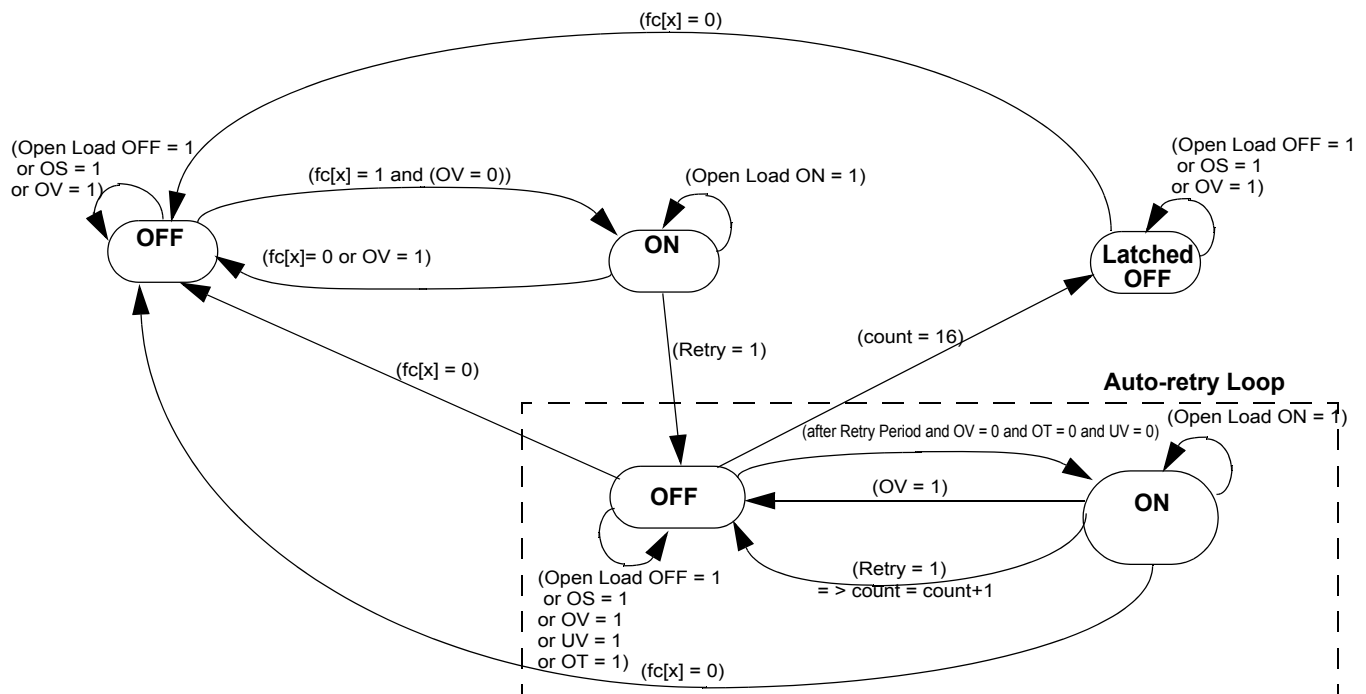 (fc[x] = 0)
(Open Load OFF = 1
or OS = 1
or OV = 1)
(fc[x] = 1 and (OV = 0))
(Open Load ON = 1)
(Open Load OFF = 1
or OS = 1
or OV = 1)
OFF
(fc[x]= 0 or OV = 1)
ON
Latched
OFF
(Retry = 1)
(count = 16)
(fc[x] = 0)
Auto-retry Loop
(Open Load ON = 1)
(after Retry Period and OV = 0 and OT = 0 and UV = 0)
OFF
(OV = 1)
ON
(Retry = 1)
= > count = count+1
(Open Load OFF = 1
or OS = 1
or OV = 1
or UV = 1
or OT = 1)
(fc[x] = 0)